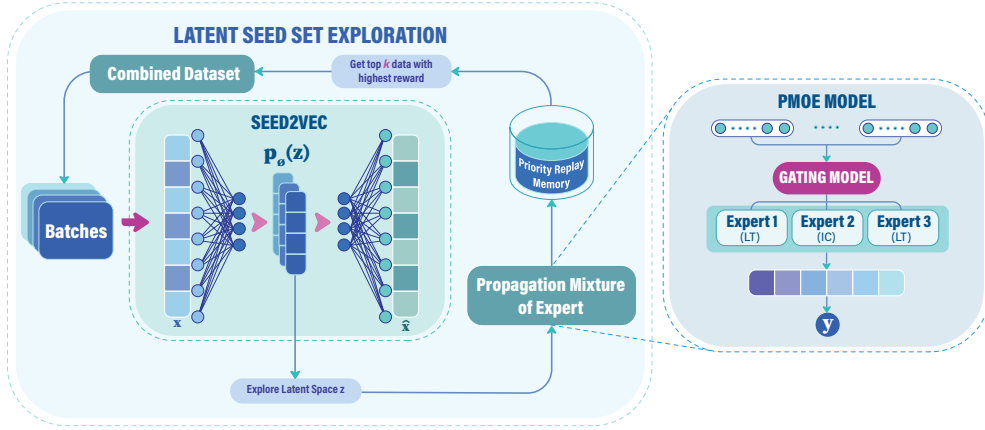 LATENT SEED SET EXPLORATION
Combined Dataset
Get top k data with
highest reward
SEED2VEC
pø(z)
Batches
x
x̂
Priority Replay
Memory
Propagation Mixture
of Expert
Explore Latent Space z
PMOE MODEL
GATING MODEL
Expert 1
(LT)
Expert 2
(IC)
Expert 3
(LT)
y